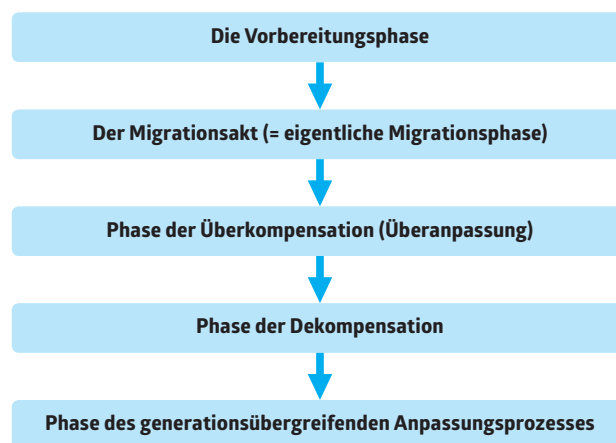 Die Vorbereitungsphase
Der Migrationsakt (= eigentliche Migrationsphase)
Phase der Überkompensation (Überanpassung)
Phase der Dekompensation
Phase des generationsübergreifenden Anpassungsprozesses